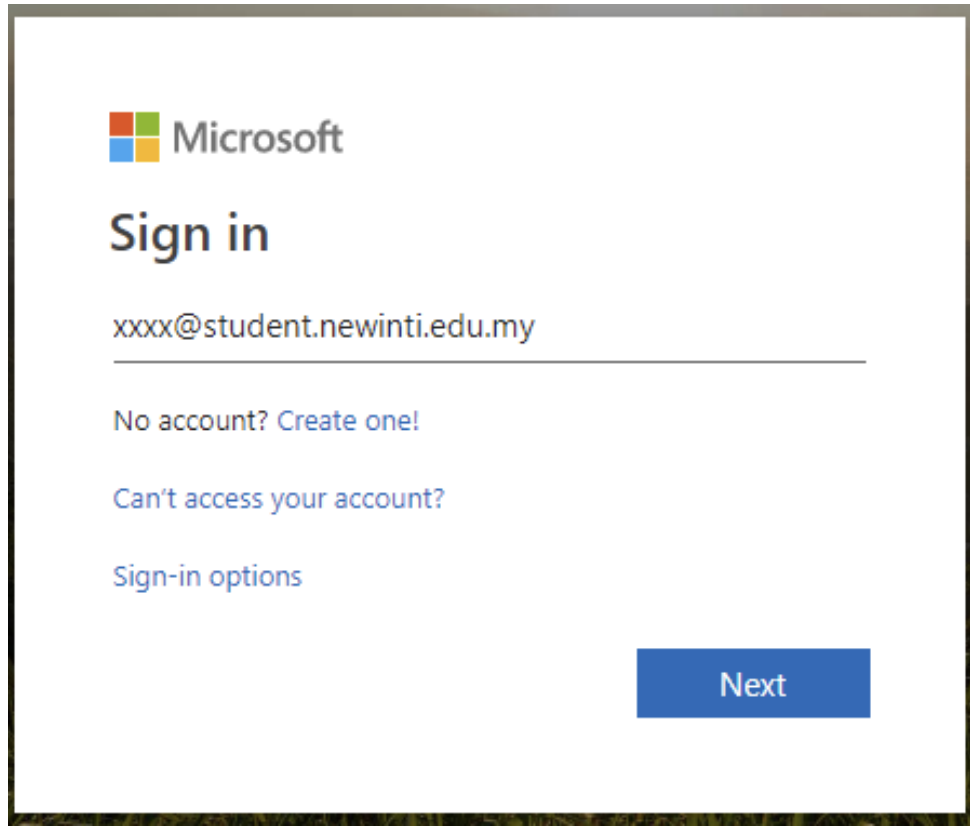 Microsoft
Sign in
xxxx@student.newinti.edu.my
No account? Create one!
Can't access your account?
Sign-in options
Next